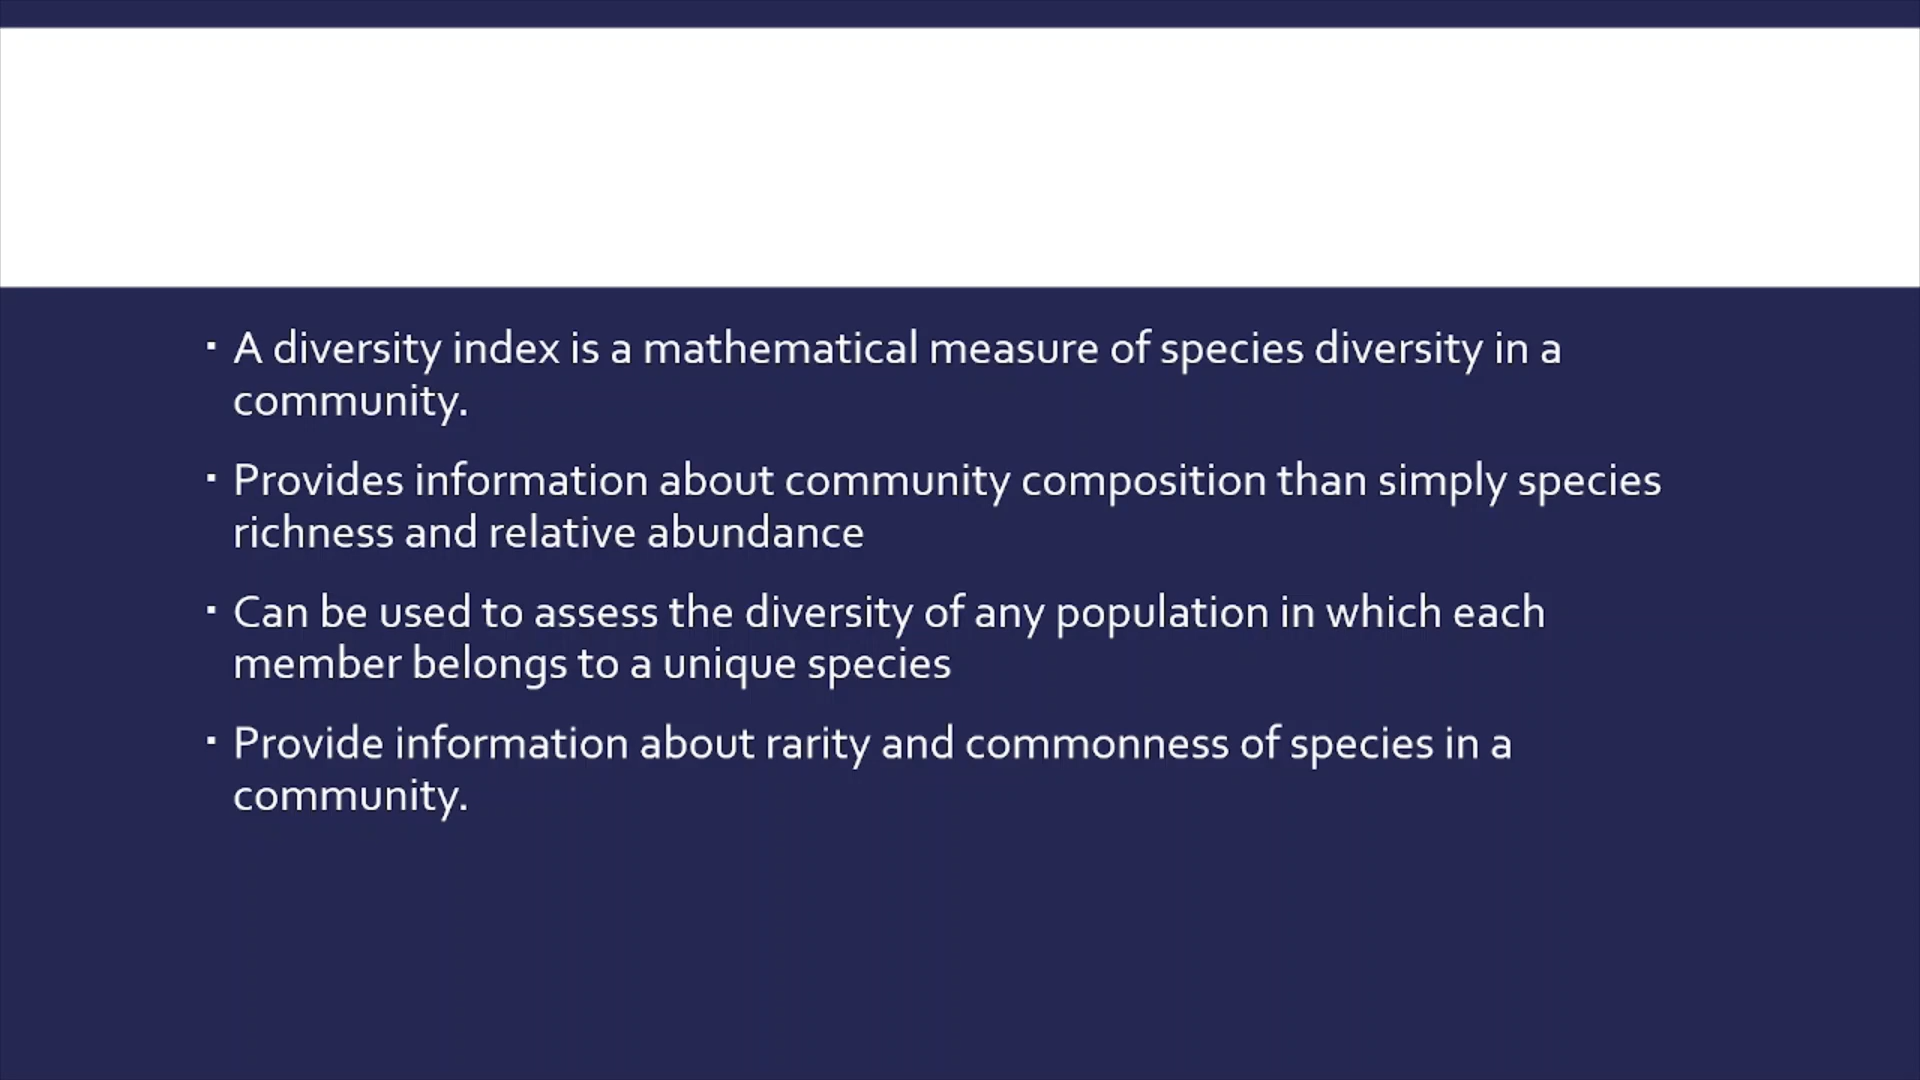 ▪ A diversity index is a mathematical measure of species diversity in a
community.
▪ Provides information about community composition than simply species
richness and relative abundance
▪ Can be used to assess the diversity of any population in which each
member belongs to a unique species
▪ Provide information about rarity and commonness of species in a
community.